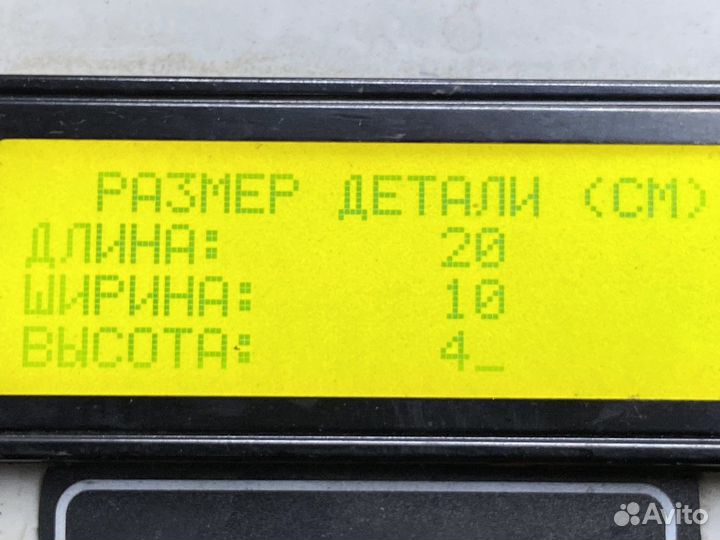 РАЗМЕР ДЕТАЛИ (СМ)
ДЛИНА: 20
ШИРИНА: 10
ВЫСОТА: 4_
Avito